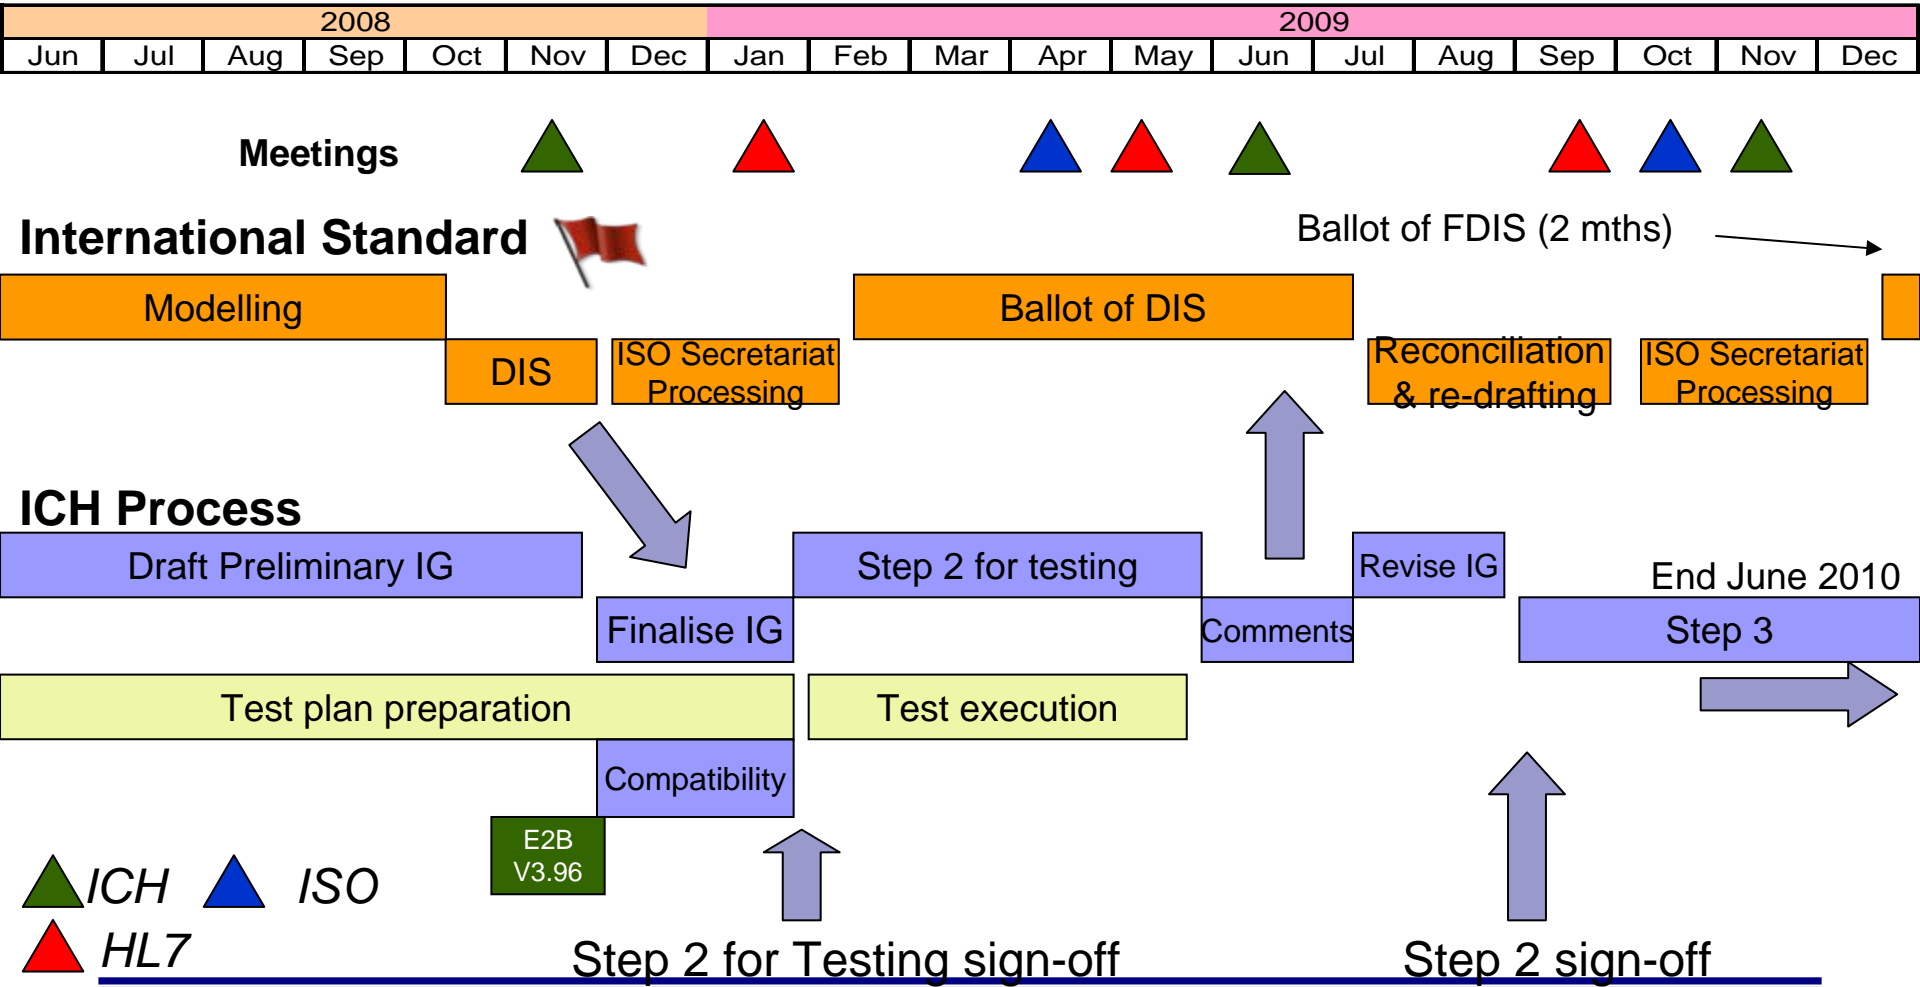 2008 2009
Jun Jul Aug Sep Oct Nov Dec Jan Feb Mar Apr May Jun Jul Aug Sep Oct Nov Dec
Meetings
International Standard
Ballot of FDIS (2 mths)
Modelling
Ballot of DIS
DIS
ISO Secretariat
Processing
Reconciliation
& re-drafting
ISO Secretariat
Processing
ICH Process
Draft Preliminary IG
Step 2 for testing
Revise IG
End June 2010
Finalise IG
Comments
Step 3
Test plan preparation
Test execution
Compatibility
E2B
V3.96
ICH
ISO
HL7
Step 2 for Testing sign-off
Step 2 sign-off